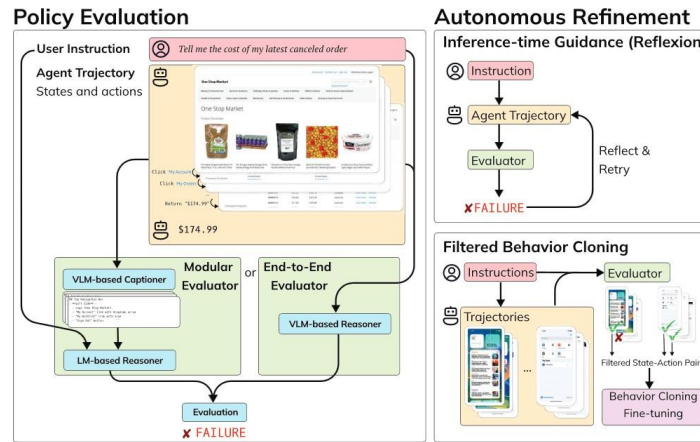 Policy Evaluation
User Instruction
Tell me the cost of my latest canceled order
Agent Trajectory
States and actions
One Stop Market
One Stop Market
Click My Account
Click My Orders
...
Return "$174.99"
$174.99
Modular
Evaluator
or
End-to-End
Evaluator
VLM-based Captioner
LM-based Reasoner
VLM-based Reasoner
Evaluation
✘ FAILURE
Autonomous Refinement
Inference-time Guidance (Reflexion
Instruction
Agent Trajectory
Evaluator
Reflect &
Retry
✘FAILURE
Filtered Behavior Cloning
Instructions
Evaluator
Trajectories
...
Filtered State-Action Pair
Behavior Cloning
Fine-tuning